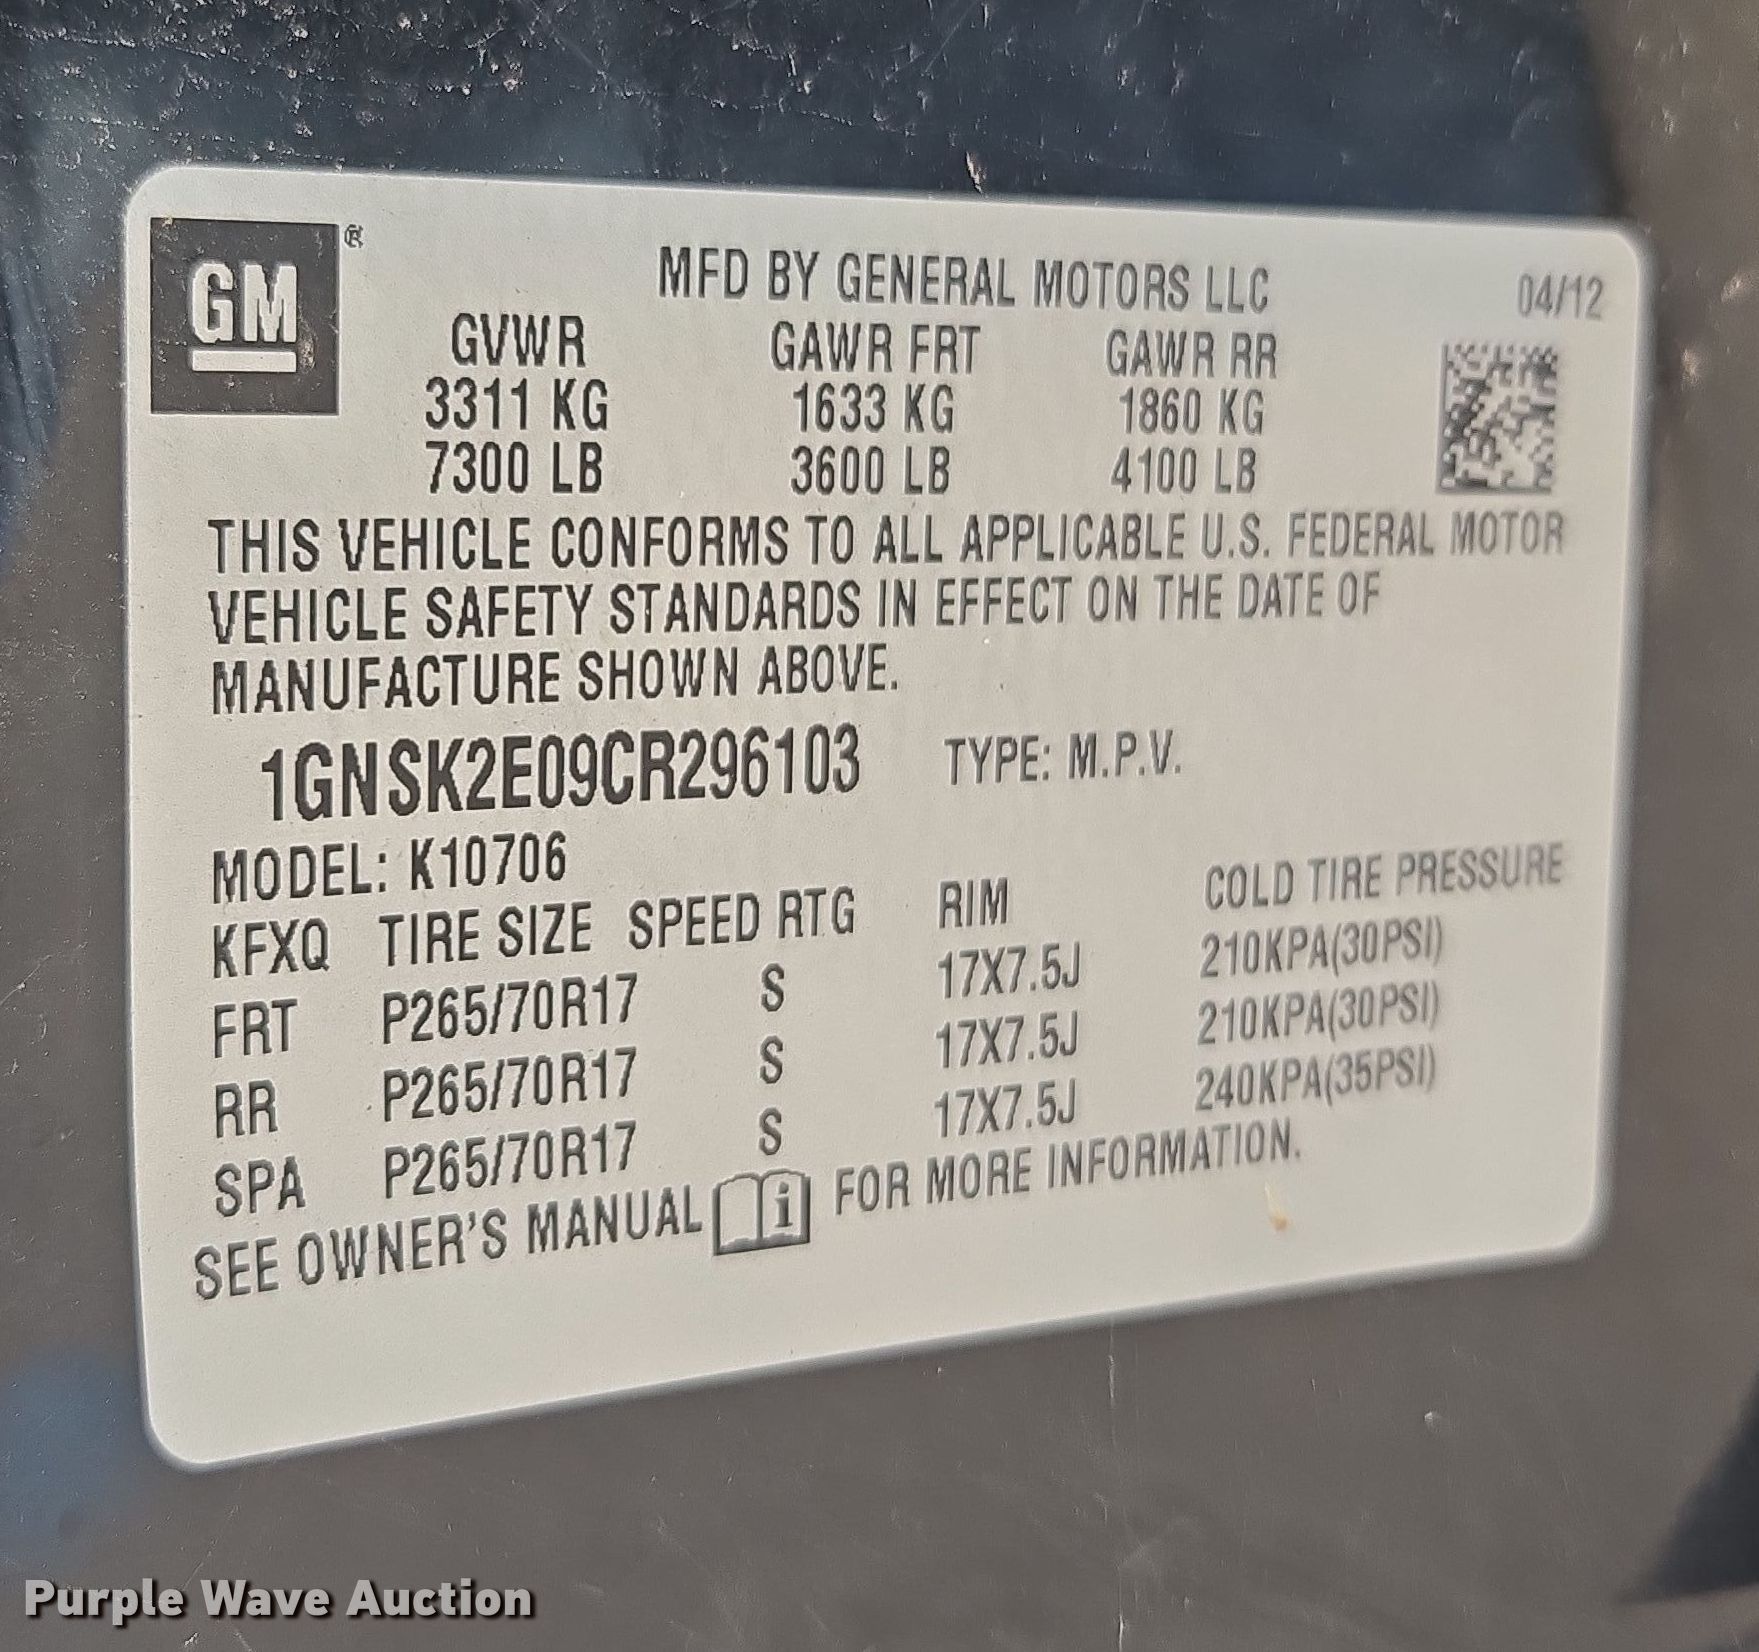 GM ®
MFD BY GENERAL MOTORS LLC 04/12
GVWR GAWR FRT GAWR RR
3311 KG 1633 KG 1860 KG
7300 LB 3600 LB 4100 LB
THIS VEHICLE CONFORMS TO ALL APPLICABLE U.S. FEDERAL MOTOR
VEHICLE SAFETY STANDARDS IN EFFECT ON THE DATE OF
MANUFACTURE SHOWN ABOVE.
1GNSK2E09CR296103 TYPE: M.P.V.
MODEL: K10706
KFXQ TIRE SIZE SPEED RTG RIM COLD TIRE PRESSURE
FRT P265/70R17 S 17X7.5J 210KPA(30PSI)
RR P265/70R17 S 17X7.5J 210KPA(30PSI)
SPA P265/70R17 S 17X7.5J 240KPA(35PSI)
SEE OWNER'S MANUAL i FOR MORE INFORMATION.
Purple Wave Auction